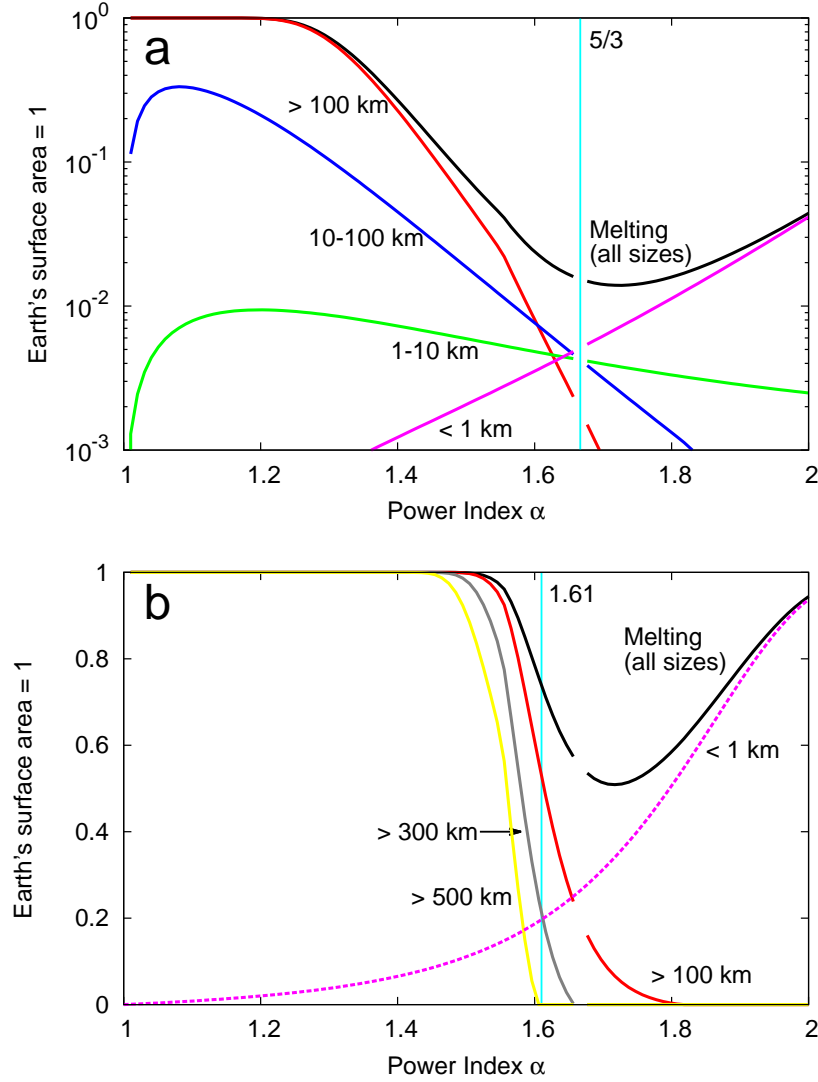 a
5/3
10^0
10^-1
10^-2
10^-3
Earth's surface area = 1
> 100 km
10-100 km
1-10 km
< 1 km
Melting
(all sizes)
1 1.2 1.4 1.6 1.8 2
Power Index α
b
1.61
1
0.8
0.6
0.4
0.2
0
Earth's surface area = 1
Melting
(all sizes)
< 1 km
> 300 km
> 500 km
> 100 km
1 1.2 1.4 1.6 1.8 2
Power Index α